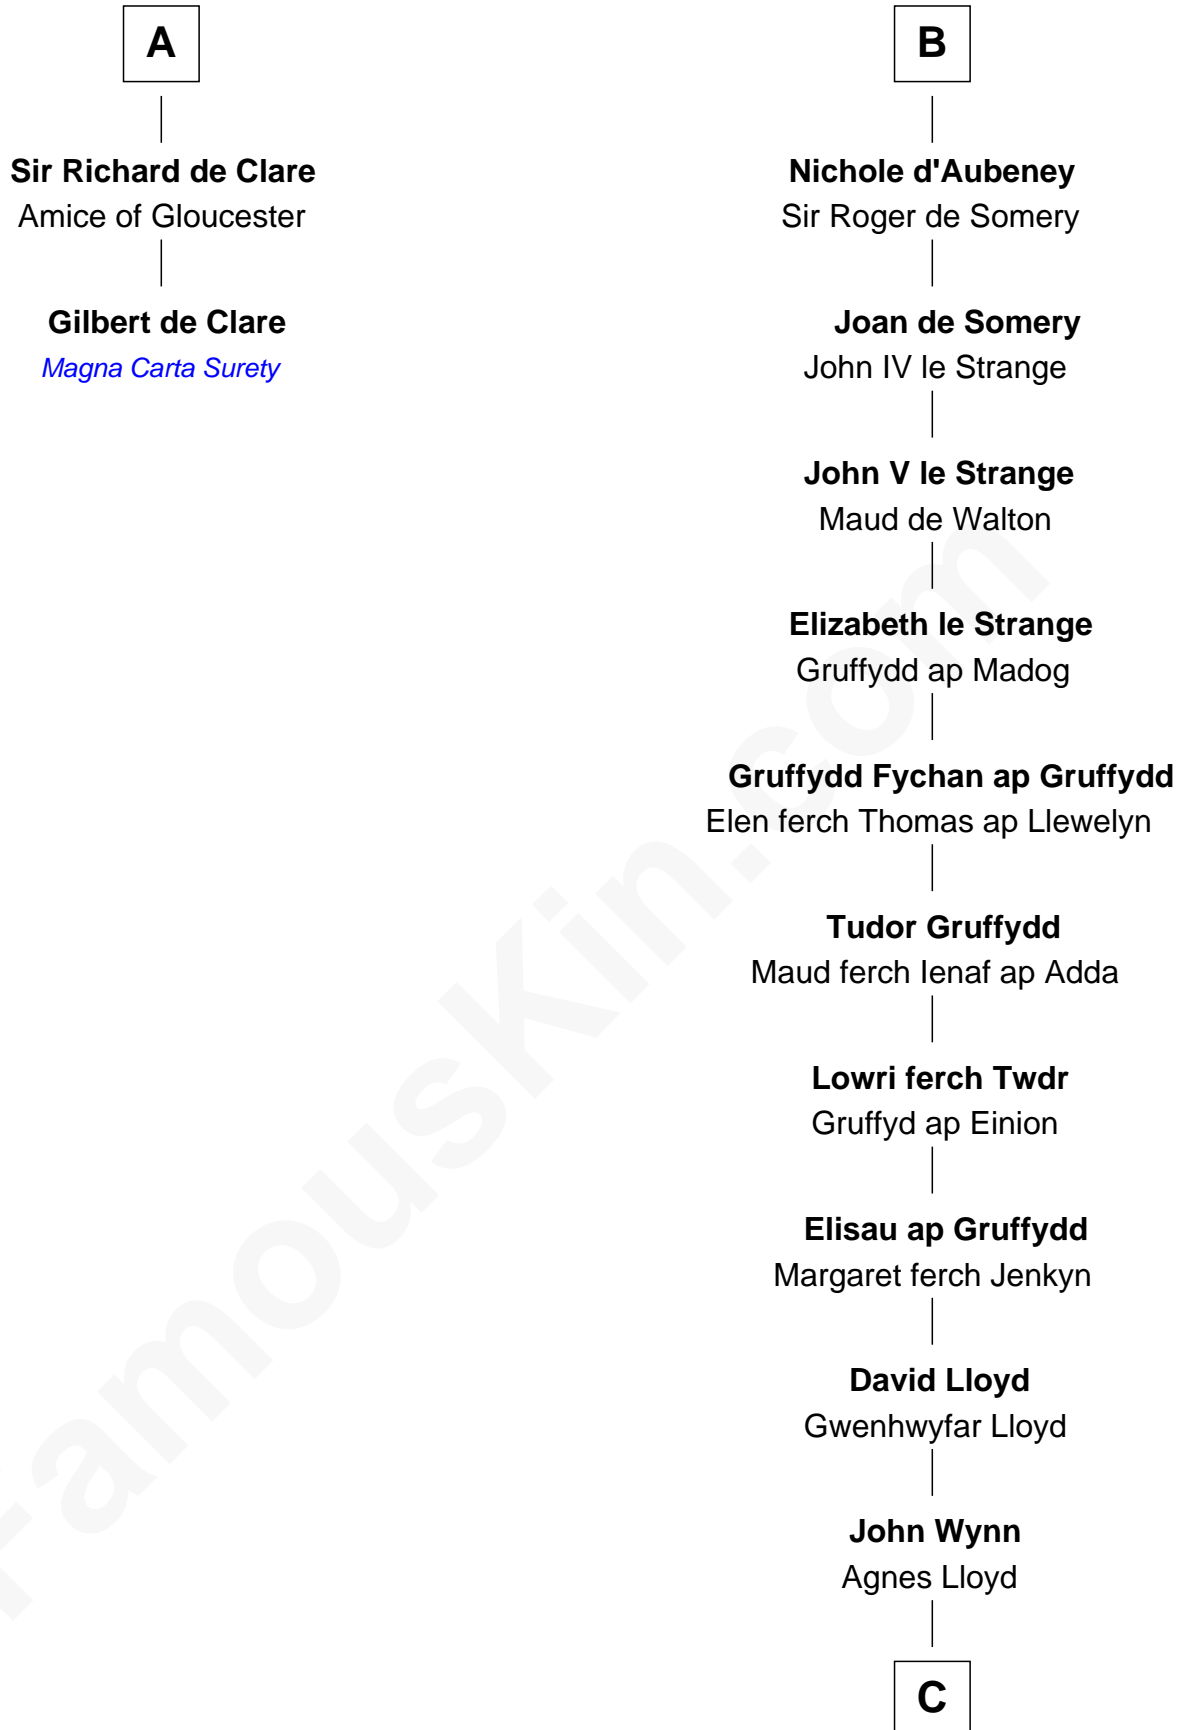 A
Sir Richard de Clare
Amice of Gloucester
Gilbert de Clare
Magna Carta Surety
B
Nichole d'Aubeney
Sir Roger de Somery
Joan de Somery
John IV le Strange
John V le Strange
Maud de Walton
Elizabeth le Strange
Gruffydd ap Madog
Gruffydd Fychan ap Gruffydd
Elen ferch Thomas ap Llewelyn
Tudor Gruffydd
Maud ferch Ienaf ap Adda
Lowri ferch Twdr
Gruffyd ap Einion
Elisau ap Gruffydd
Margaret ferch Jenkyn
David Lloyd
Gwenhwyfar Lloyd
John Wynn
Agnes Lloyd
C
FamousKin.com